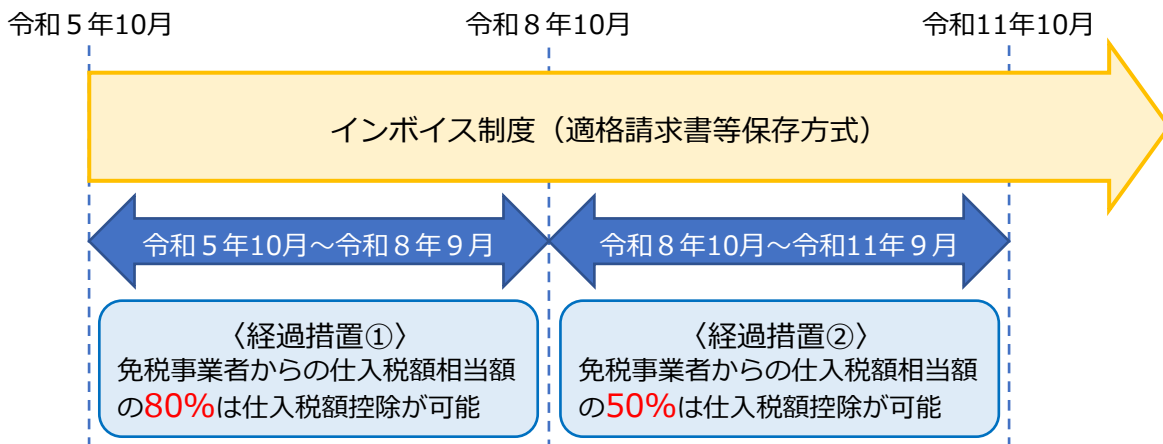 令和５年10月
令和８年10月
令和11年10月
インボイス制度（適格請求書等保存方式）
令和５年10月～令和８年９月
令和８年10月～令和11年９月
〈経過措置①〉
免税事業者からの仕入税額相当額
の80%は仕入税額控除が可能
〈経過措置②〉
免税事業者からの仕入税額相当額
の50%は仕入税額控除が可能